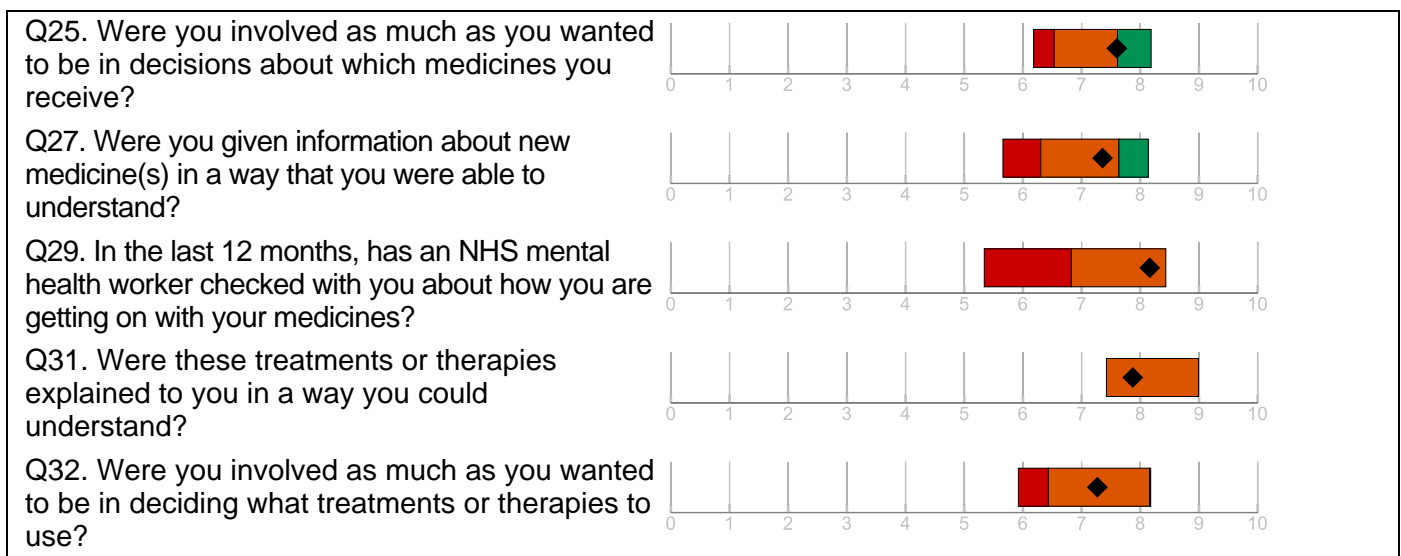 Q25. Were you involved as much as you wanted
to be in decisions about which medicines you
receive?
0 1 2 3 4 5 6 7 8 9 10
Q27. Were you given information about new
medicine(s) in a way that you were able to
understand?
0 1 2 3 4 5 6 7 8 9 10
Q29. In the last 12 months, has an NHS mental
health worker checked with you about how you are
getting on with your medicines?
0 1 2 3 4 5 6 7 8 9 10
Q31. Were these treatments or therapies
explained to you in a way you could
understand?
0 1 2 3 4 5 6 7 8 9 10
Q32. Were you involved as much as you wanted
to be in deciding what treatments or therapies to
use?
0 1 2 3 4 5 6 7 8 9 10